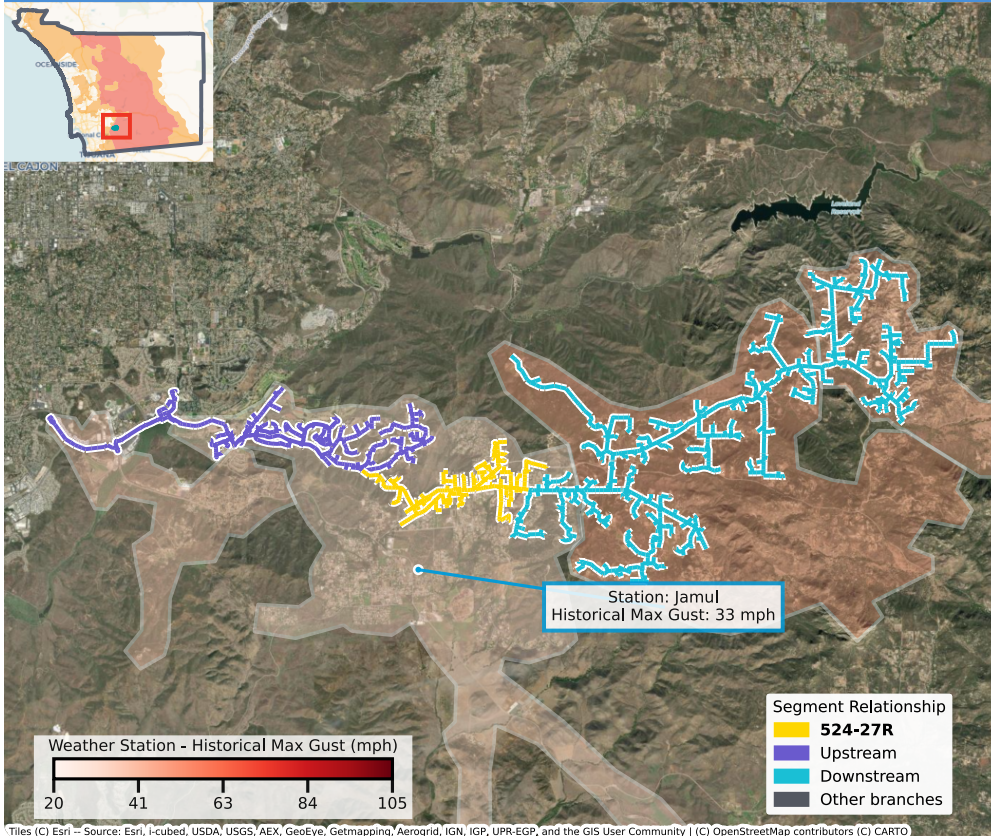 OCEANSIDE
EL CAJON
Loveland
Reservoir
Station: Jamul
Historical Max Gust: 33 mph
Segment Relationship
524-27R
Upstream
Downstream
Other branches
Weather Station - Historical Max Gust (mph)
20 41 63 84 105
Tiles (C) Esri -- Source: Esri, i-cubed, USDA, USGS, AEX, GeoEye, Getmapping, Aerogrid, IGN, IGP, UPR-EGP, and the GIS User Community | (C) OpenStreetMap contributors (C) CARTO